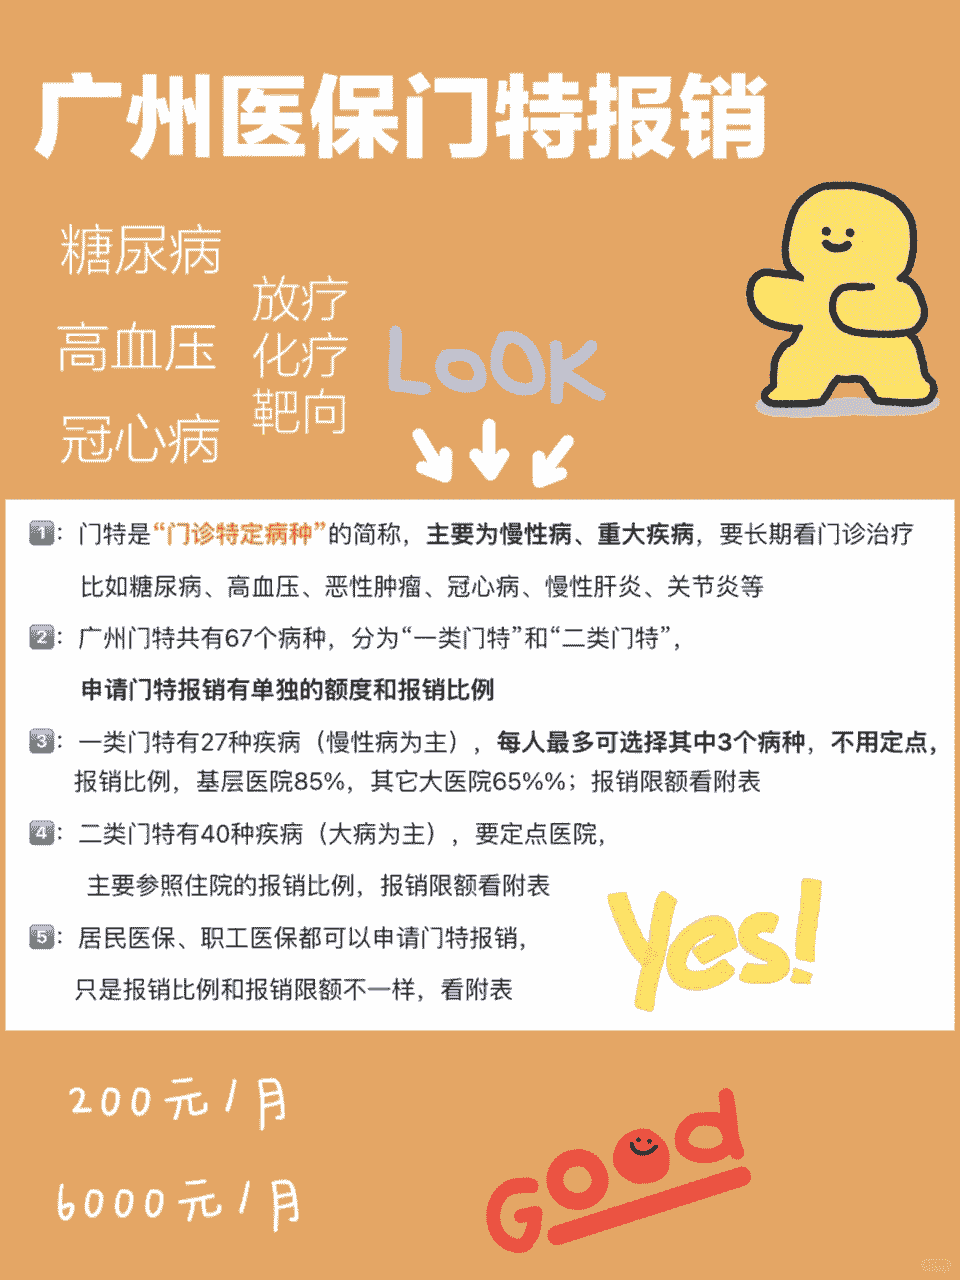 广州医保门特报销
糖尿病
高血压
冠心病
放疗
化疗
靶向
LOOK
1：门特是“门诊特定病种”的简称，主要为慢性病、重大疾病，要长期看门诊治疗
比如糖尿病、高血压、恶性肿瘤、冠心病、慢性肝炎、关节炎等
2：广州门特共有67个病种，分为“一类门特”和“二类门特”，
申请门特报销有单独的额度和报销比例
3：一类门特有27种疾病（慢性病为主），每人最多可选择其中3个病种，不用定点，
报销比例，基层医院85%，其它大医院65%%；报销限额看附表
4：二类门特有40种疾病（大病为主），要定点医院，
主要参照住院的报销比例，报销限额看附表
5：居民医保、职工医保都可以申请门特报销，
只是报销比例和报销限额不一样，看附表
yes!
200元/月
6000元/月
Good